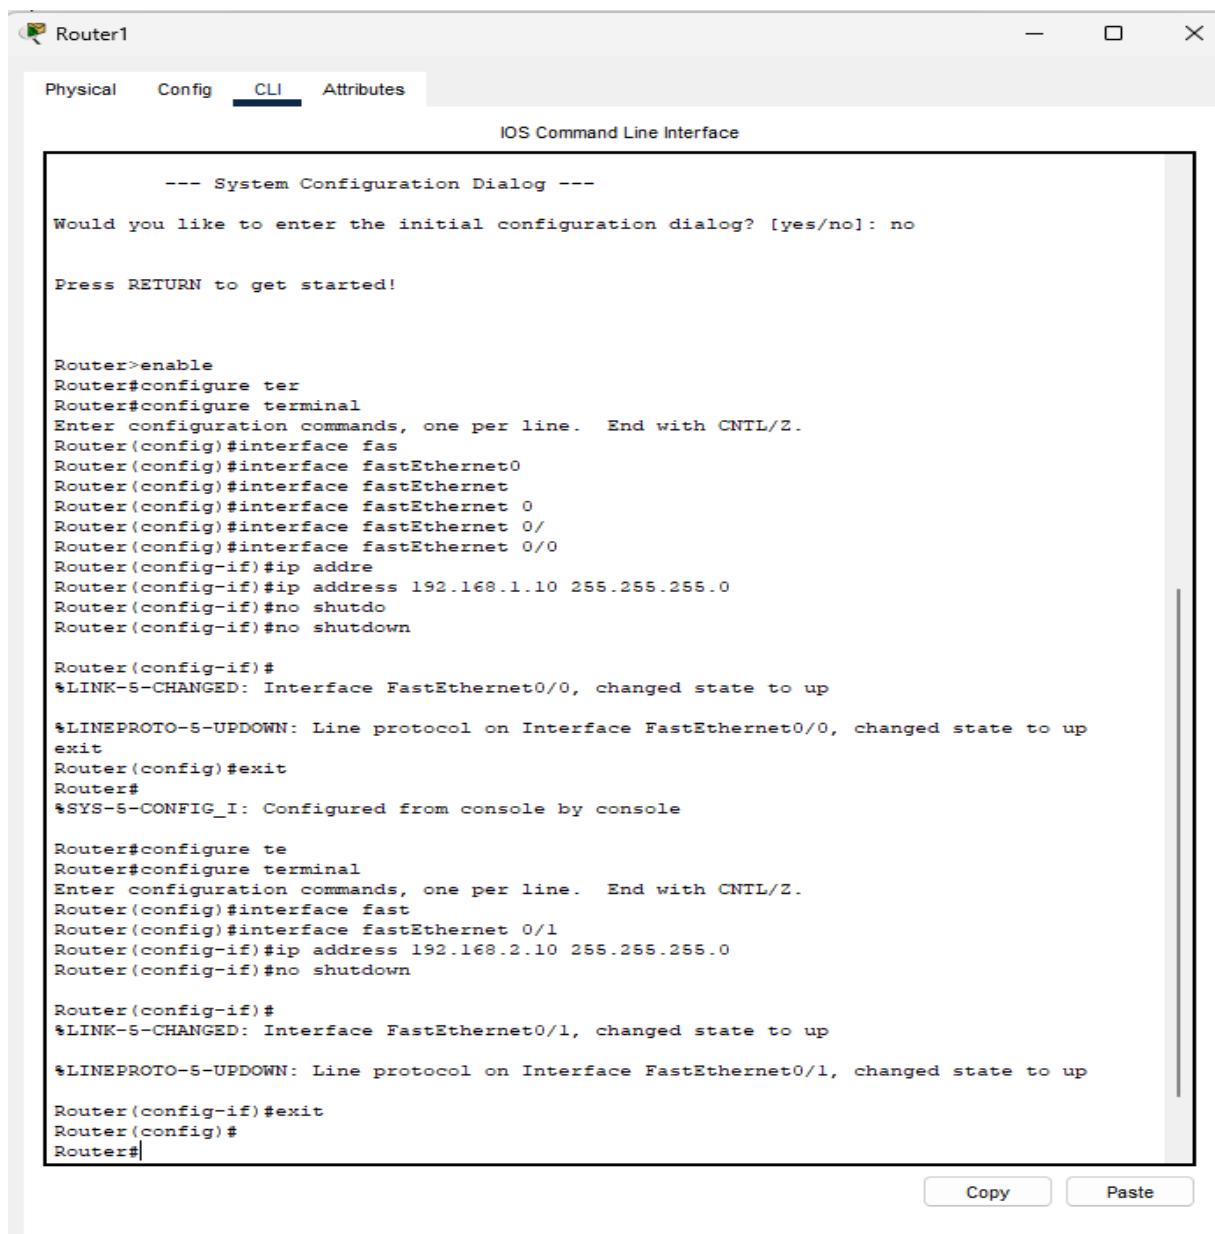 Router1
Physical Config CLI Attributes
IOS Command Line Interface
--- System Configuration Dialog ---
Would you like to enter the initial configuration dialog? [yes/no]: no
Press RETURN to get started!
Router>enable
Router#configure ter
Router#configure terminal
Enter configuration commands, one per line.  End with CNTL/Z.
Router(config)#interface fas
Router(config)#interface fastEthernet0
Router(config)#interface fastEthernet
Router(config)#interface fastEthernet 0
Router(config)#interface fastEthernet 0/
Router(config)#interface fastEthernet 0/0
Router(config-if)#ip addre
Router(config-if)#ip address 192.168.1.10 255.255.255.0
Router(config-if)#no shutdo
Router(config-if)#no shutdown
Router(config-if)#
%LINK-5-CHANGED: Interface FastEthernet0/0, changed state to up
%LINEPROTO-5-UPDOWN: Line protocol on Interface FastEthernet0/0, changed state to up
exit
Router(config)#exit
Router#
%SYS-5-CONFIG_I: Configured from console by console
Router#configure te
Router#configure terminal
Enter configuration commands, one per line.  End with CNTL/Z.
Router(config)#interface fast
Router(config)#interface fastEthernet 0/1
Router(config-if)#ip address 192.168.2.10 255.255.255.0
Router(config-if)#no shutdown
Router(config-if)#
%LINK-5-CHANGED: Interface FastEthernet0/1, changed state to up
%LINEPROTO-5-UPDOWN: Line protocol on Interface FastEthernet0/1, changed state to up
Router(config-if)#exit
Router(config)#
Router#
Copy Paste